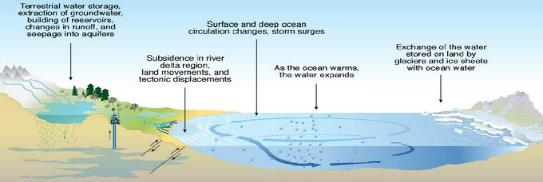 Terrestrial water storage,
extraction of groundwater,
building of reservoirs,
changes in runoff, and
seepage into aquifers
Surface and deep ocean
circulation changes, storm surges
Subsidence in river
delta region,
land movements, and
tectonic displacements
As the ocean warms,
the water expands
Exchange of the water
stored on land by
glaciers and ice sheets
with ocean water